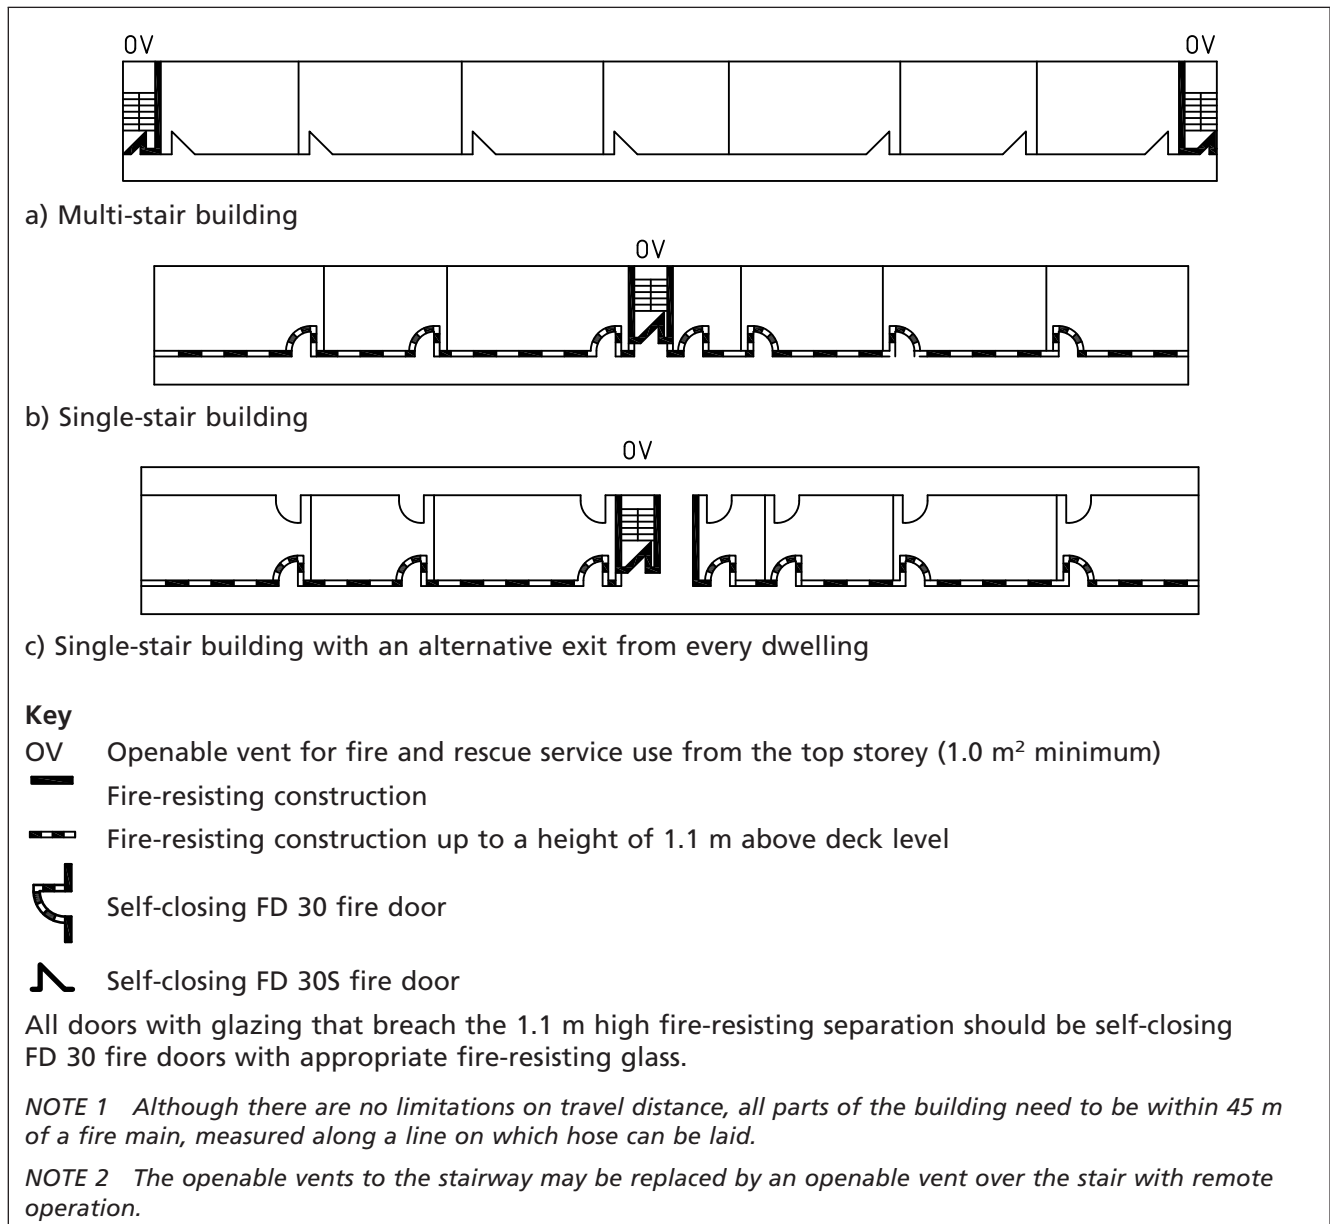 OV OV
a) Multi-stair building
OV
b) Single-stair building
OV
c) Single-stair building with an alternative exit from every dwelling
Key
OV Openable vent for fire and rescue service use from the top storey (1.0 m² minimum)
Fire-resisting construction
Fire-resisting construction up to a height of 1.1 m above deck level
Self-closing FD 30 fire door
Self-closing FD 30S fire door
All doors with glazing that breach the 1.1 m high fire-resisting separation should be self-closing
FD 30 fire doors with appropriate fire-resisting glass.
NOTE 1 Although there are no limitations on travel distance, all parts of the building need to be within 45 m
of a fire main, measured along a line on which hose can be laid.
NOTE 2 The openable vents to the stairway may be replaced by an openable vent over the stair with remote
operation.